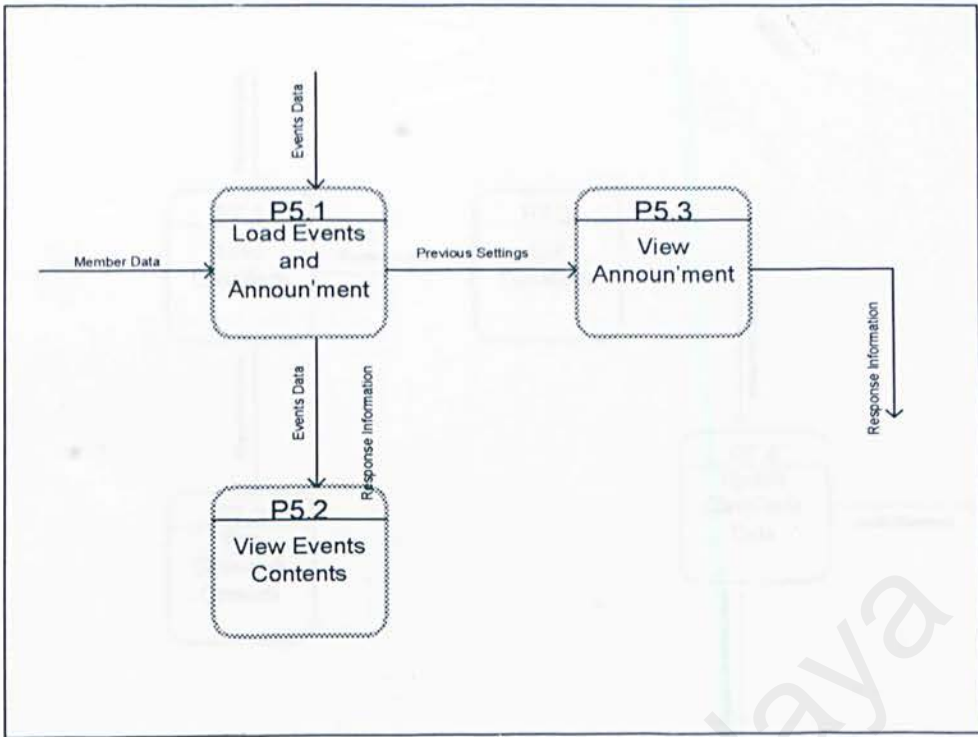 Events Data
P5.1
Load Events
and
Announ'ment
Member Data
Previous Settings
P5.3
View
Announ'ment
Response Information
Events Data
Response Information
P5.2
View Events
Contents
laya